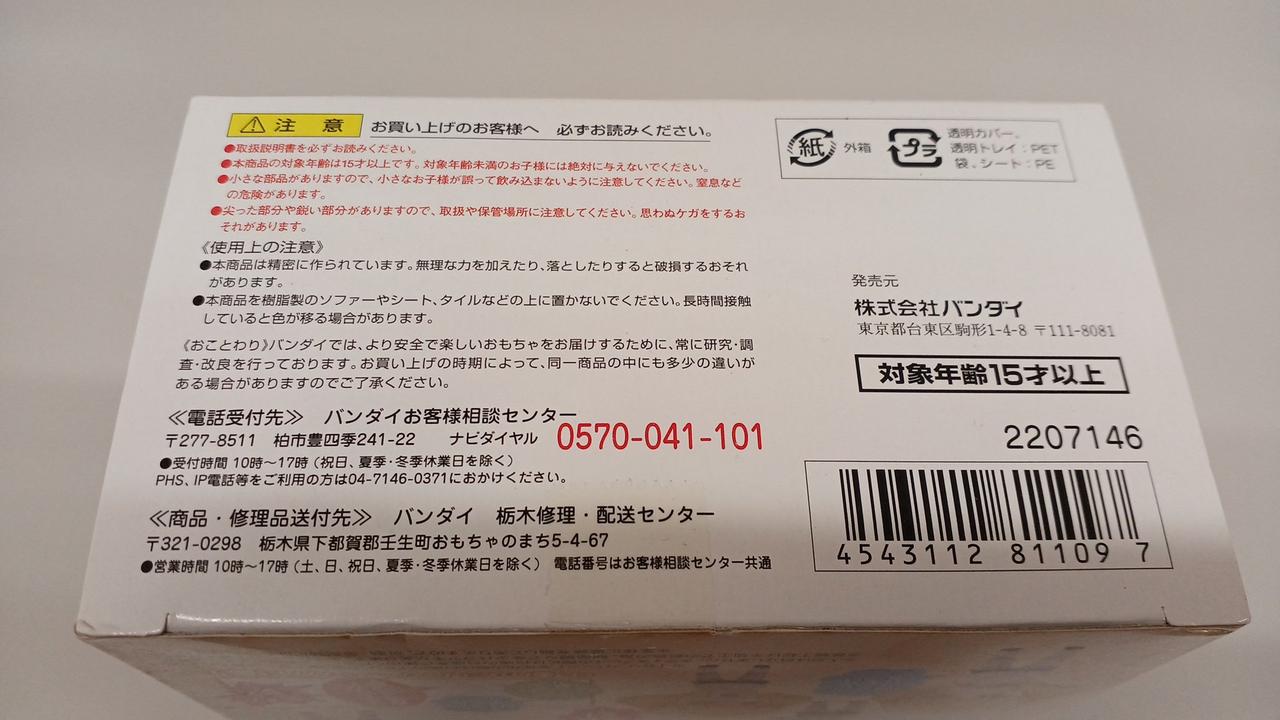 注 意 お買い上げのお客様へ 必ずお読みください。
●取扱説明書を必ずお読みください。
●本商品の対象年齢は15才以上です。対象年齢未満のお子様には絶対に与えないでください。
●小さな部品がありますので、小さなお子様が誤って飲み込まないように注意してください。窒息など
の危険があります。
●尖った部分や鋭い部分がありますので、取扱や保管場所に注意してください。思わぬケガをするお
それがあります。
《使用上の注意》
●本商品は精密に作られています。無理な力を加えたり、落としたりすると破損するおそれ
があります。
●本商品を樹脂製のソファーやシート、タイルなどの上に置かないでください。長時間接触
していると色が移る場合があります。
《おことわり》バンダイでは、より安全で楽しいおもちゃをお届けするために、常に研究・調
査・改良を行っております。お買い上げの時期によって、同一商品の中にも多少の違いが
ある場合がありますのでご了承ください。
≪電話受付先≫ バンダイお客様相談センター
〒277-8511 柏市豊四季241-22 ナビダイヤル 0570-041-101
●受付時間 10時〜17時(祝日、夏季・冬季休業日を除く)
PHS、IP電話等をご利用の方は04-7146-0371におかけください。
≪商品・修理品送付先≫ バンダイ 栃木修理・配送センター
〒321-0298 栃木県下都賀郡壬生町おもちゃのまち5-4-67
●営業時間 10時〜17時(土、日、祝日、夏季・冬季休業日を除く) 電話番号はお客様相談センター共通
紙 外箱 プラ 透明カバー、
透明トレイ:PET
袋、シート:PE
発売元
株式会社バンダイ
東京都台東区駒形1-4-8 〒111-8081
対象年齢15才以上
2207146
4543112 81109 7